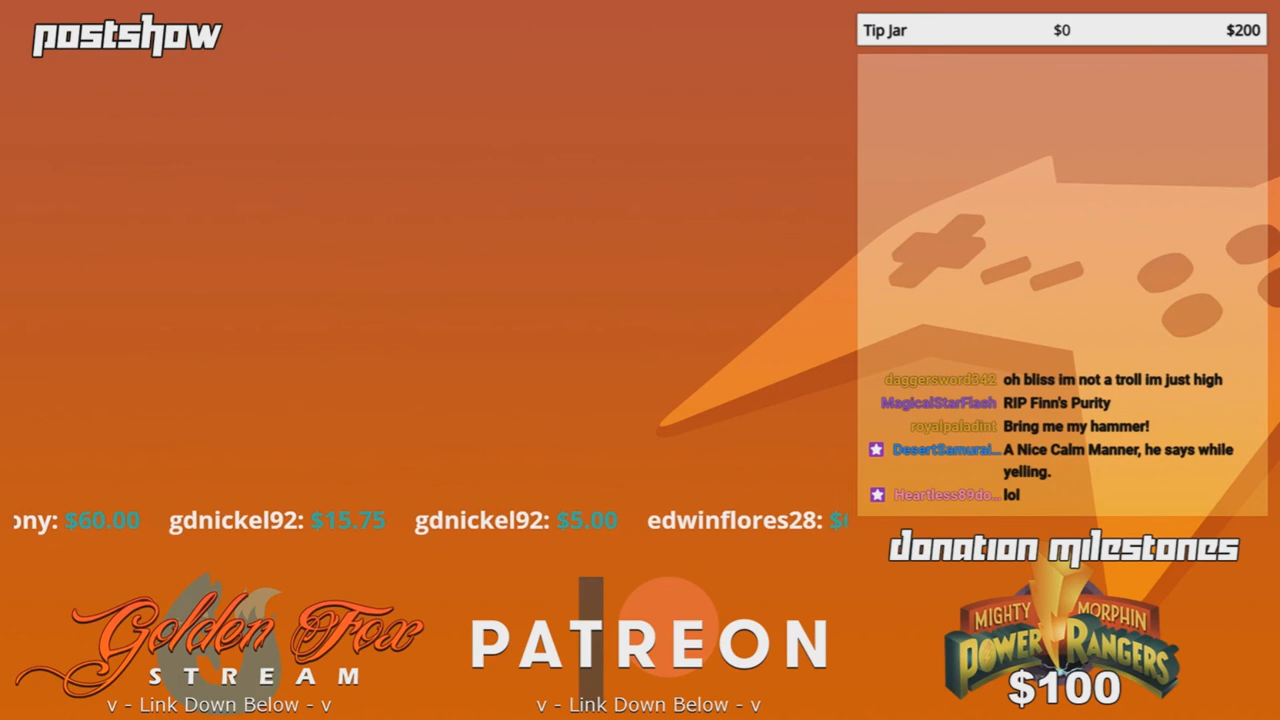 postshow
Tip Jar $0 $200
daggersword342 oh bliss im not a troll im just high
MagicalStarFlash RIP Finn's Purity
royalpaladint Bring me my hammer!
DesertSamurai... A Nice Calm Manner, he says while
yelling.
Heartless89do... lol
ony: $60.00 gdnickel92: $15.75 gdnickel92: $5.00 edwinflores28: $
donation milestones
Golden Fox
STREAM
v - Link Down Below - v
PATREON
v - Link Down Below - v
MIGHTY MORPHIN
POWER RANGERS
$100